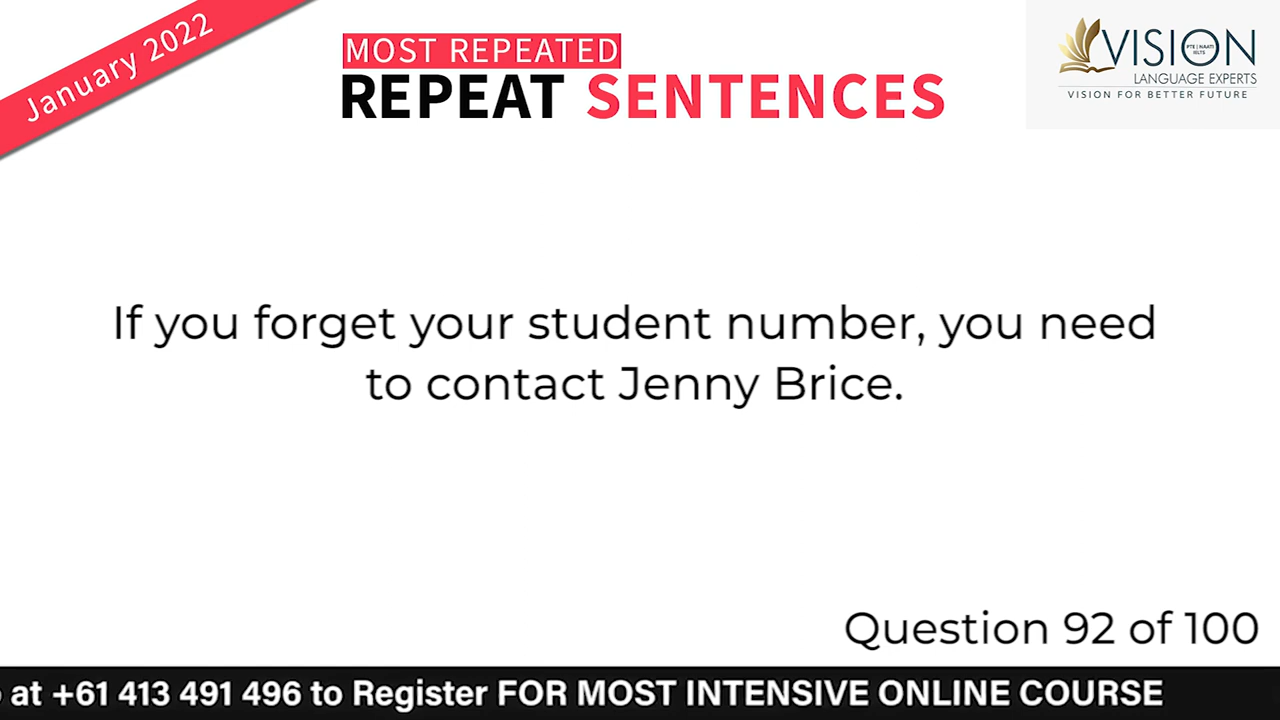 January 2022
MOST REPEATED
REPEAT SENTENCES
VISION
PTE | NAATI
IELTS
LANGUAGE EXPERTS
VISION FOR BETTER FUTURE
If you forget your student number, you need
to contact Jenny Brice.
Question 92 of 100
at +61 413 491 496 to Register FOR MOST INTENSIVE ONLINE COURSE